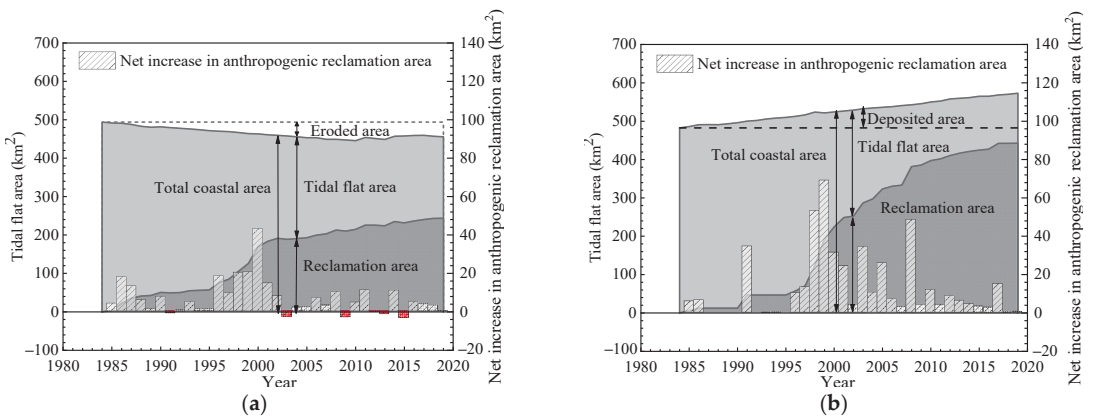 700
600
500
400
300
200
100
0
−100
Tidal flat area (km²)
Net increase in anthropogenic reclamation area
Eroded area
Total coastal area
Tidal flat area
Reclamation area
140
120
100
80
60
40
20
0
−20
Net increase in anthropogenic reclamation area (km²)
1980 1985 1990 1995 2000 2005 2010 2015 2020
Year
(a)
700
600
500
400
300
200
100
0
−100
Tidal flat area (km²)
Net increase in anthropogenic reclamation area
Deposited area
Total coastal area
Tidal flat area
Reclamation area
140
120
100
80
60
40
20
0
−20
Net increase in anthropogenic reclamation area (km²)
1980 1985 1990 1995 2000 2005 2010 2015 2020
Year
(b)